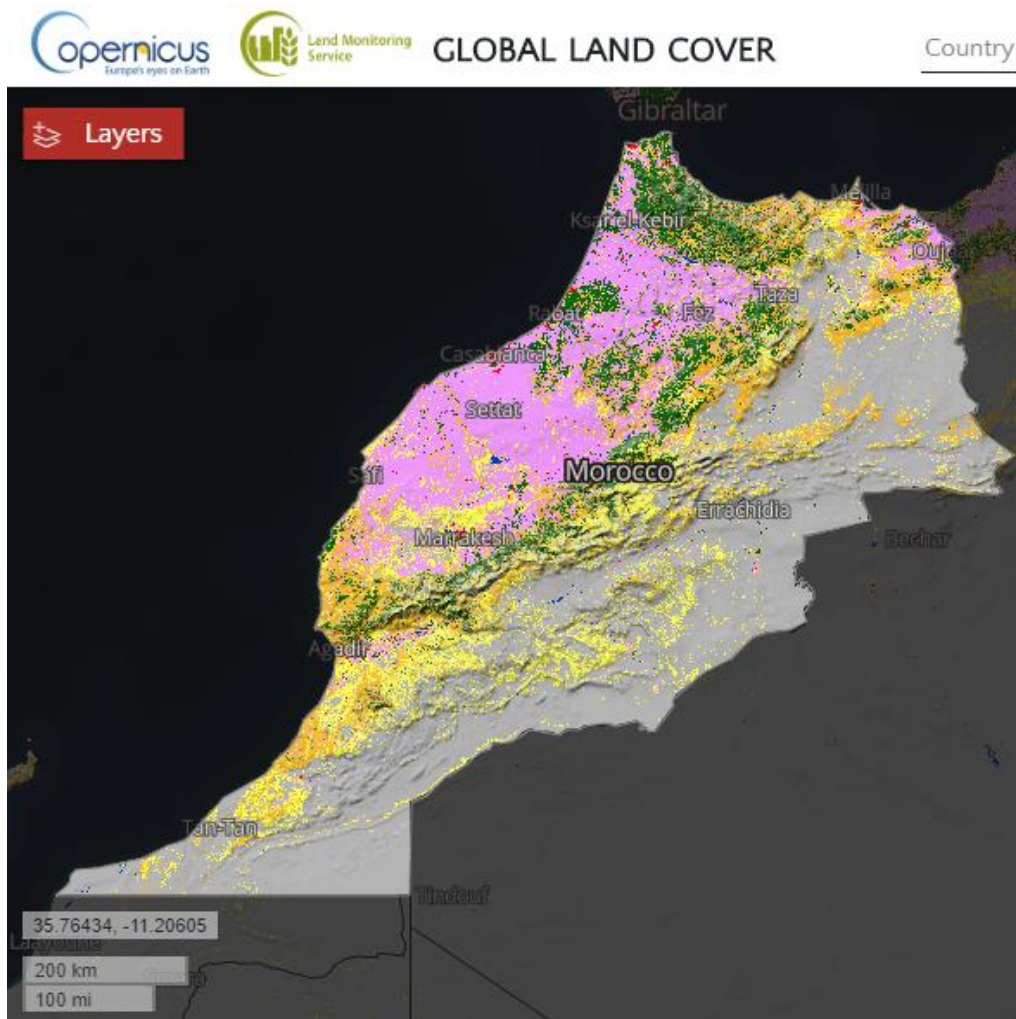 Copernicus
Europe's eyes on Earth
Land Monitoring
Service
GLOBAL LAND COVER
Country
Layers
Gibraltar
Melilla
Ksar el Kebir
Oujda
Taza
Rabat
Fez
Casablanca
Settat
Morocco
Safi
Errachidia
Marrakesh
Bechar
Agadir
Tan-Tan
Tindouf
35.76434, -11.20605
Laayoune
200 km
100 mi